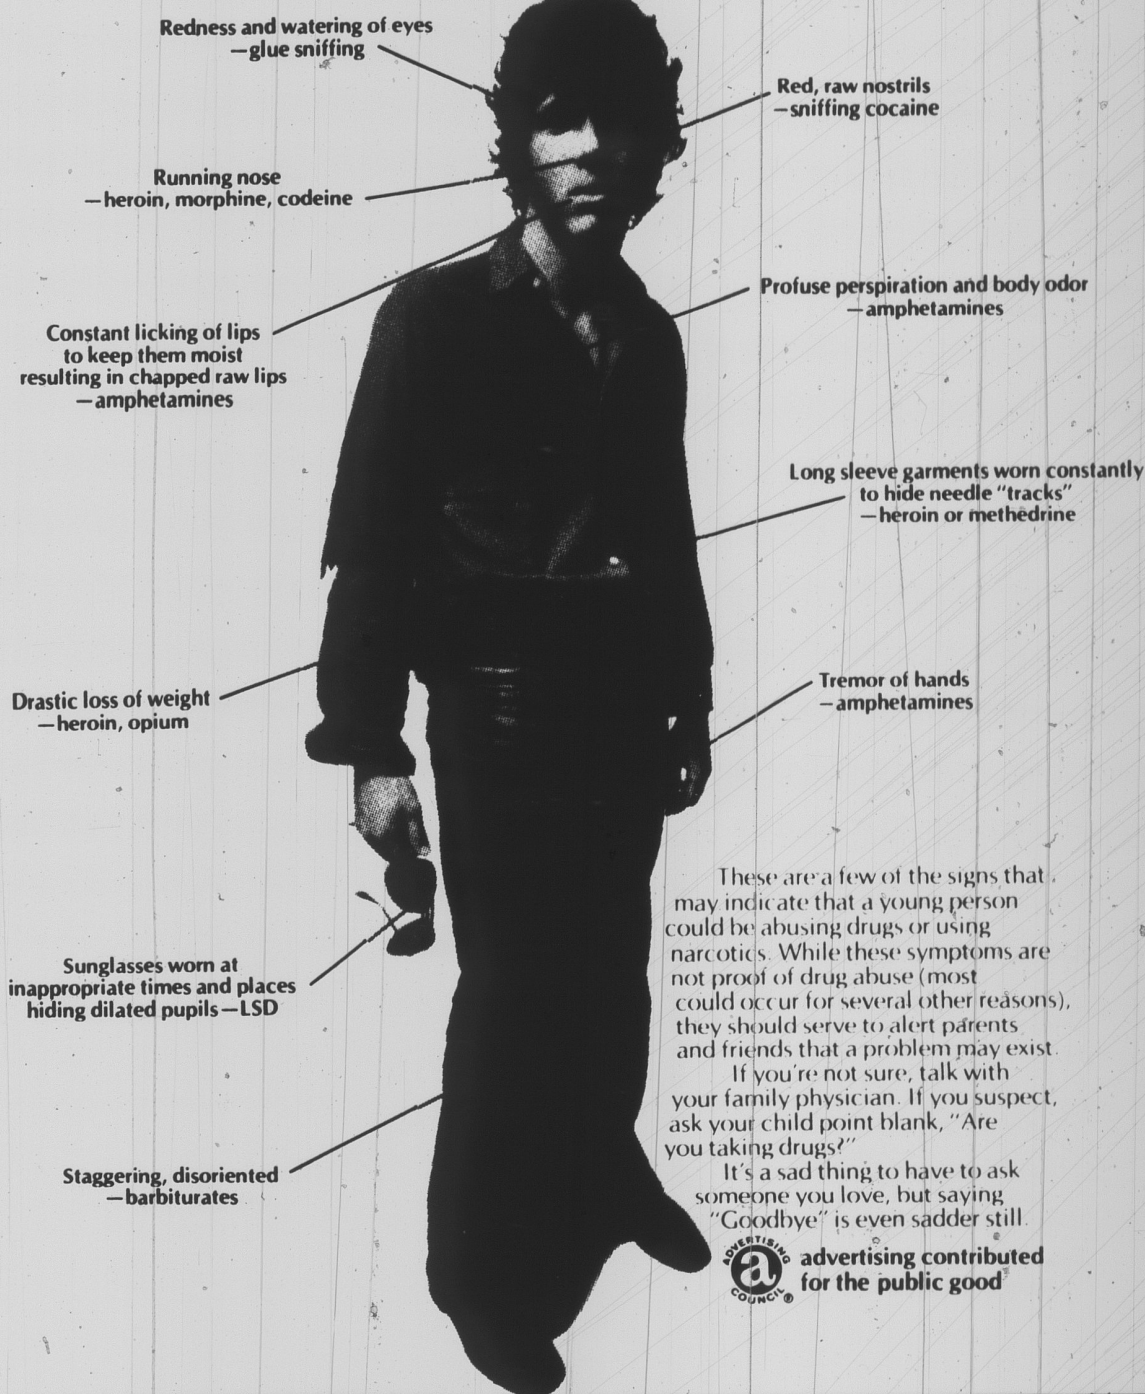 Redness and watering of eyes
—glue sniffing
Red, raw nostrils
—sniffing cocaine
Running nose
—heroin, morphine, codeine
Profuse perspiration and body odor
—amphetamines
Constant licking of lips
to keep them moist
resulting in chapped raw lips
—amphetamines
Long sleeve garments worn constantly
to hide needle “tracks”
—heroin or methedrine
Drastic loss of weight
—heroin, opium
Tremor of hands
—amphetamines
Sunglasses worn at
inappropriate times and places
hiding dilated pupils—LSD
Staggering, disoriented
—barbiturates
These are a few of the signs that
may indicate that a young person
could be abusing drugs or using
narcotics. While these symptoms are
not proof of drug abuse (most
could occur for several other reasons),
they should serve to alert parents
and friends that a problem may exist.
If you're not sure, talk with
your family physician. If you suspect,
ask your child point blank, “Are
you taking drugs?”
It's a sad thing to have to ask
someone you love, but saying
“Goodbye” is even sadder still.
ADVERTISING
a
COUNCIL ®
advertising contributed
for the public good